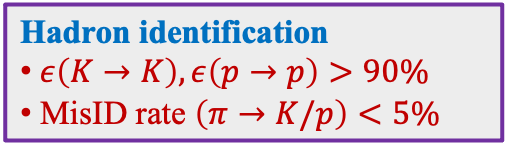 Hadron identification
• ϵ(K → K), ϵ(p → p) > 90%
• MisID rate (π → K/p) < 5%